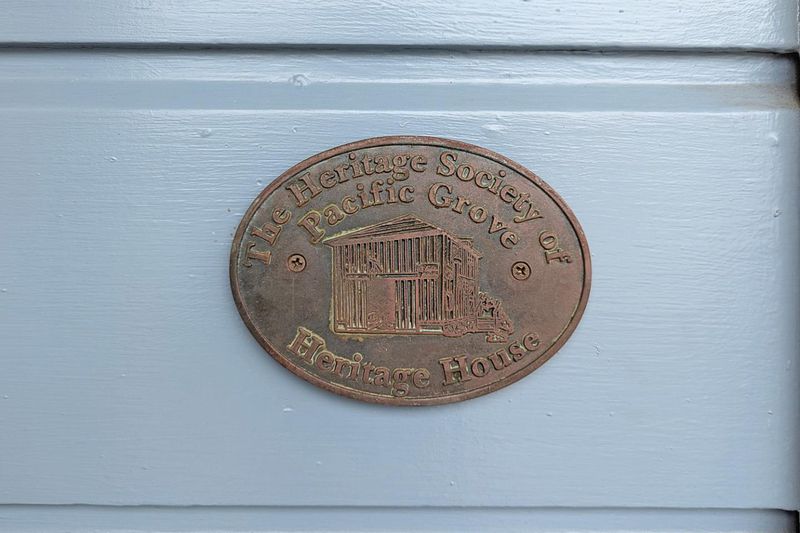 The Heritage Society of
Pacific Grove
Heritage House